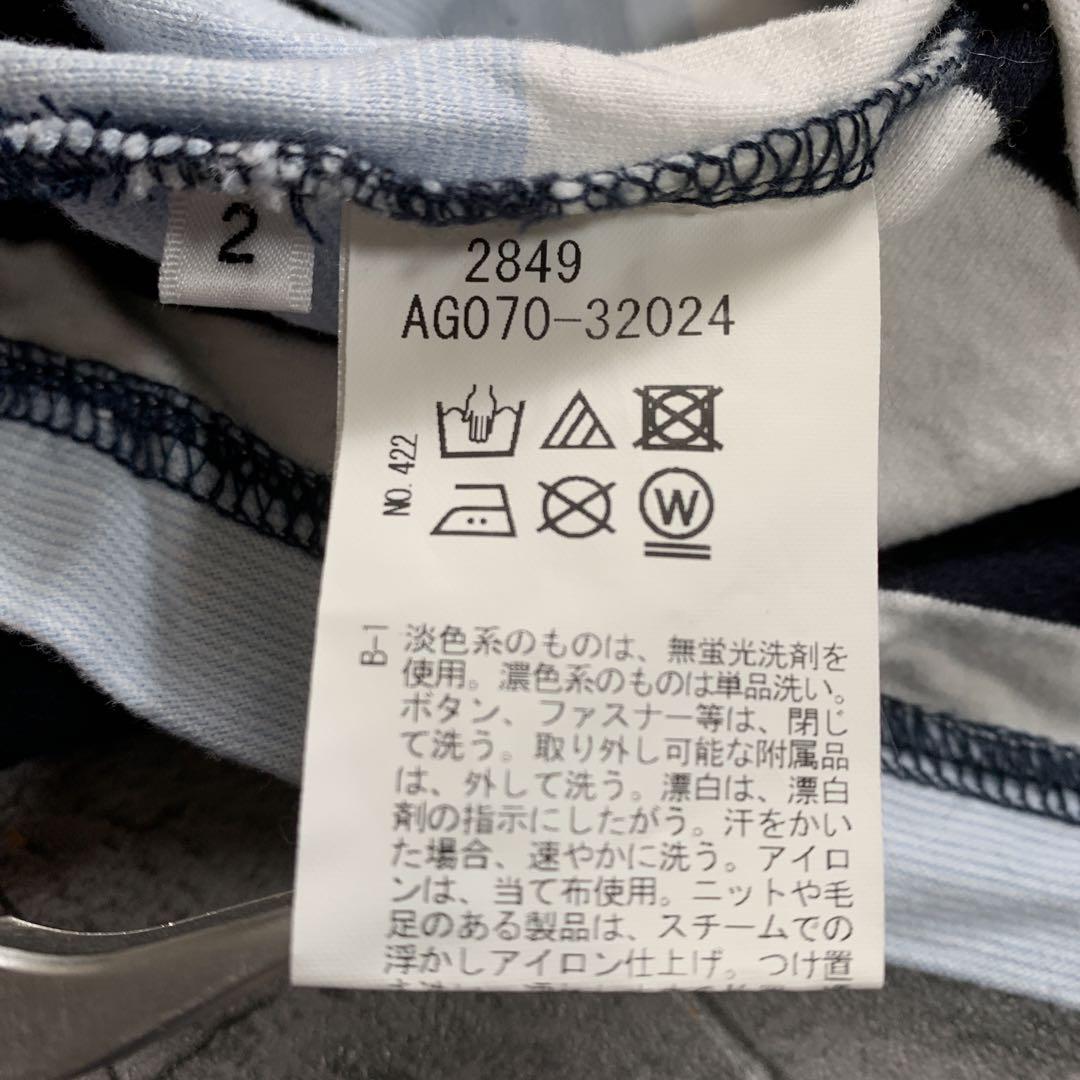 2
2849
AG070-32024
NO. 422
W
B-1
淡色系のものは、無蛍光洗剤を
使用。濃色系のものは単品洗い。
ボタン、ファスナー等は、閉じ
て洗う。取り外し可能な附属品
は、外して洗う。漂白は、漂白
剤の指示にしたがう。汗をかい
た場合、速やかに洗う。アイロ
ンは、当て布使用。ニットや毛
足のある製品は、スチームでの
浮かしアイロン仕上げ。つけ置